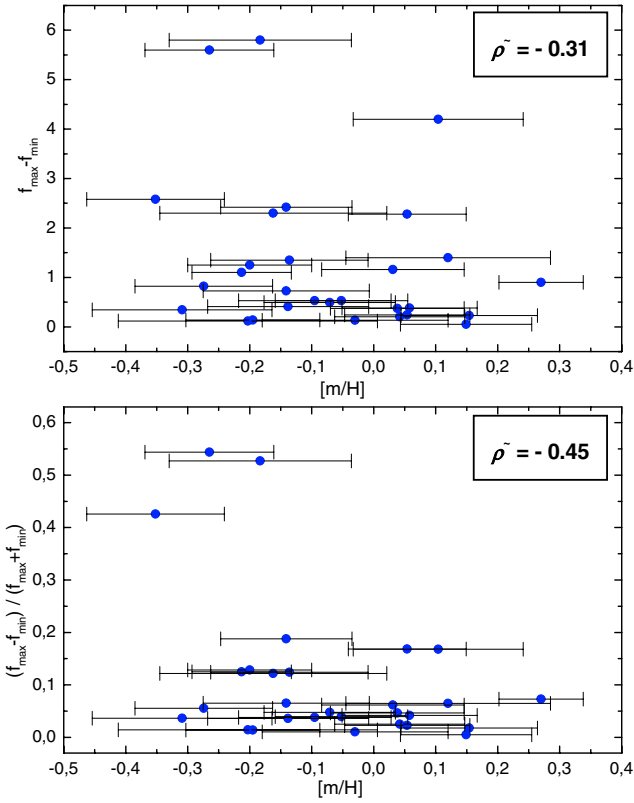 6
5
4
3
2
1
0
f_max-f_min
ρ˜ = - 0.31
-0,5 -0,4 -0,3 -0,2 -0,1 0,0 0,1 0,2 0,3 0,4
[m/H]
0,6
0,5
0,4
0,3
0,2
0,1
0,0
(f_max-f_min) / (f_max+f_min)
ρ˜ = - 0.45
-0,5 -0,4 -0,3 -0,2 -0,1 0,0 0,1 0,2 0,3 0,4
[m/H]